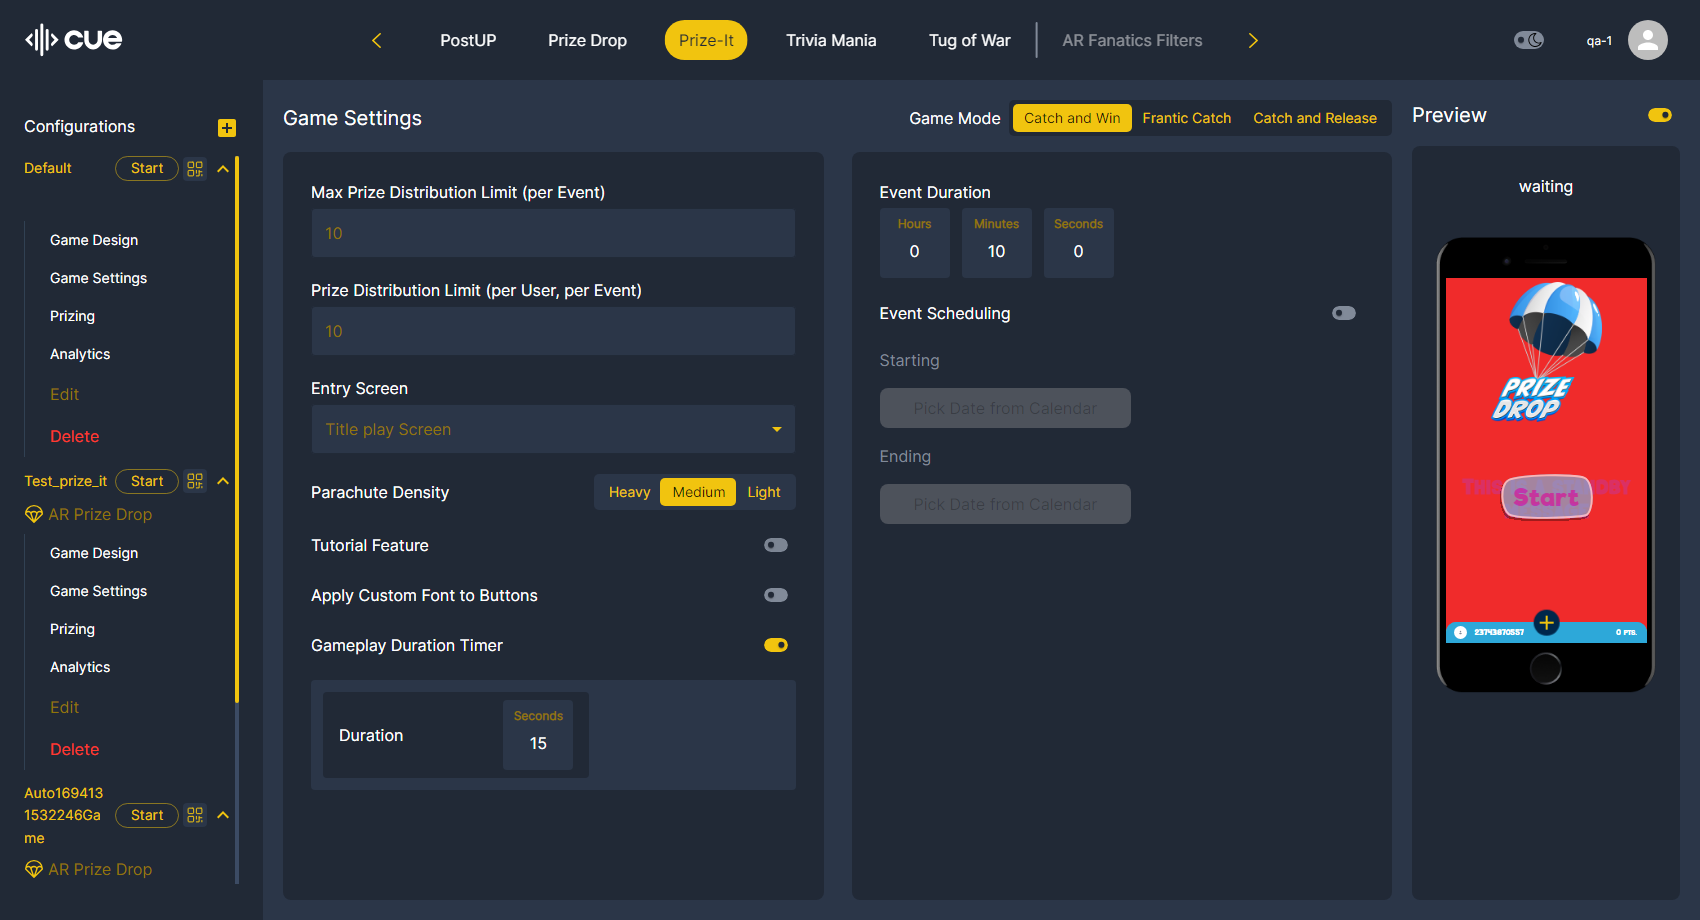 cue
PostUP
Prize Drop
Prize-It
Trivia Mania
Tug of War
AR Fanatics Filters
qa-1
Configurations
Default
Start
Game Design
Game Settings
Prizing
Analytics
Edit
Delete
Test_prize_it
Start
AR Prize Drop
Game Design
Game Settings
Prizing
Analytics
Edit
Delete
Auto169413
1532246Ga
me
Start
AR Prize Drop
Game Settings
Game Mode
Catch and Win
Frantic Catch
Catch and Release
Max Prize Distribution Limit (per Event)
10
Prize Distribution Limit (per User, per Event)
10
Entry Screen
Title play Screen
Parachute Density
Heavy
Medium
Light
Tutorial Feature
Apply Custom Font to Buttons
Gameplay Duration Timer
Duration
Seconds
15
Event Duration
Hours
0
Minutes
10
Seconds
0
Event Scheduling
Starting
Pick Date from Calendar
Ending
Pick Date from Calendar
Preview
waiting
PRIZE
DROP
Start
23743670557
0 PTS.